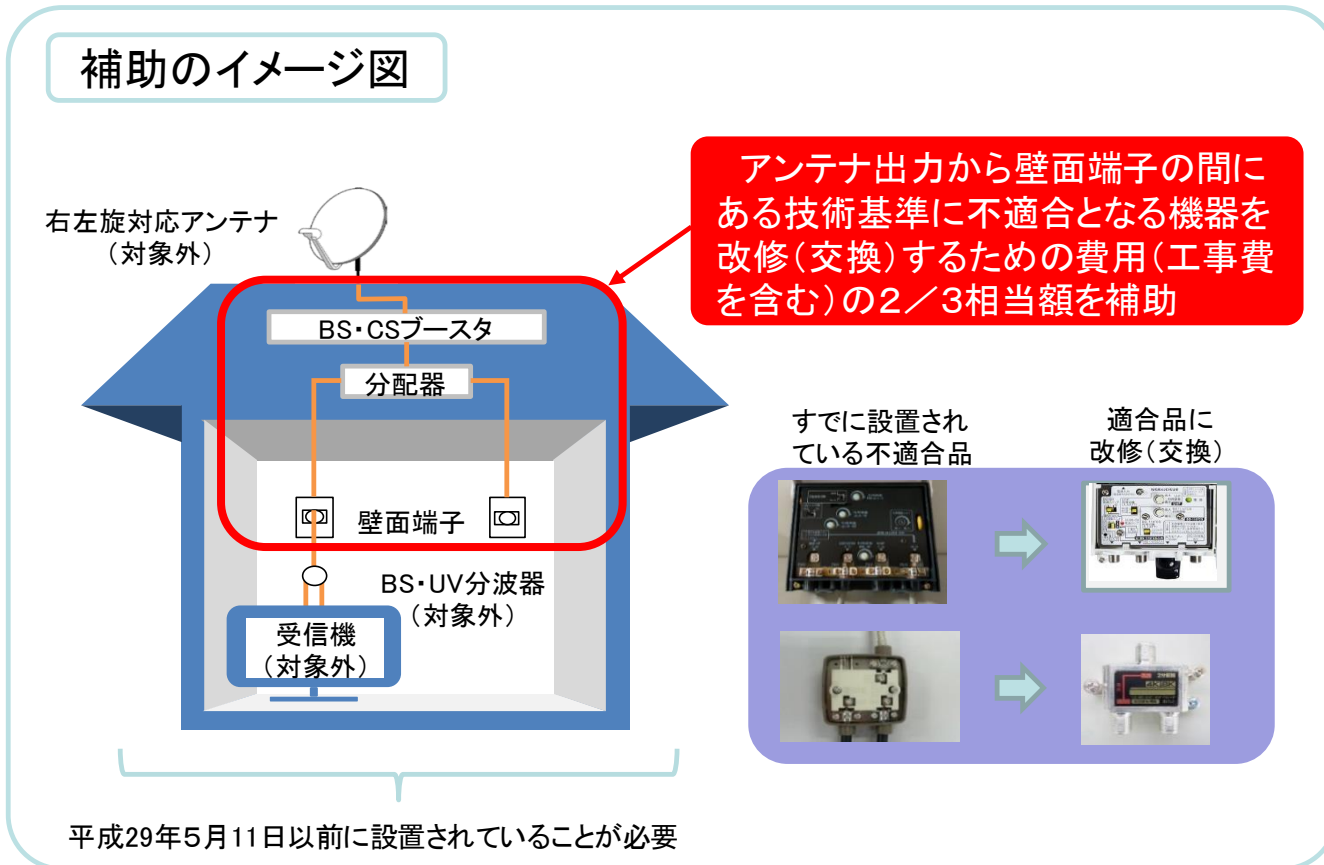 補助のイメージ図
アンテナ出力から壁面端子の間に
ある技術基準に不適合となる機器を
改修(交換)するための費用(工事費
を含む)の2/3相当額を補助
右左旋対応アンテナ
(対象外)
BS・CSブースタ
分配器
壁面端子
BS・UV分波器
(対象外)
受信機
(対象外)
すでに設置され
ている不適合品
適合品に
改修(交換)
平成29年5月11日以前に設置されていることが必要